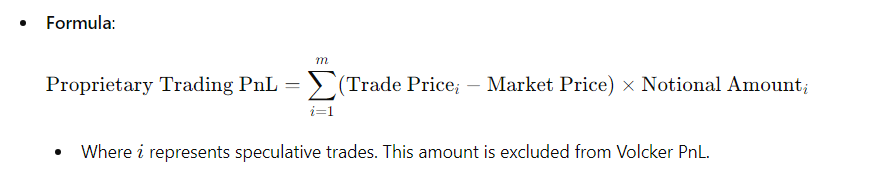 • Formula:
Proprietary Trading PnL = \sum_{i=1}^{m} (Trade Price_i − Market Price) × Notional Amount_i
• Where i represents speculative trades. This amount is excluded from Volcker PnL.